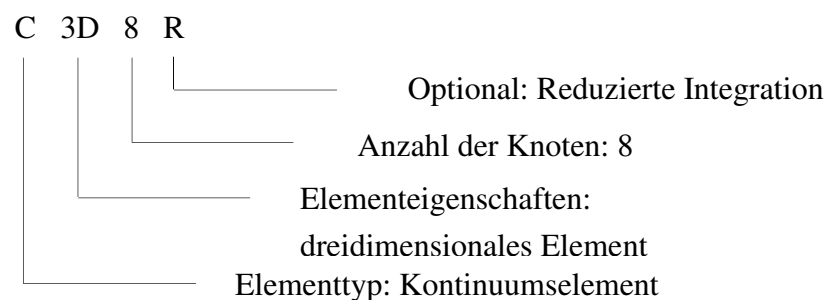 C 3D 8 R
Optional: Reduzierte Integration
Anzahl der Knoten: 8
Elementeigenschaften:
dreidimensionales Element
Elementtyp: Kontinuumselement